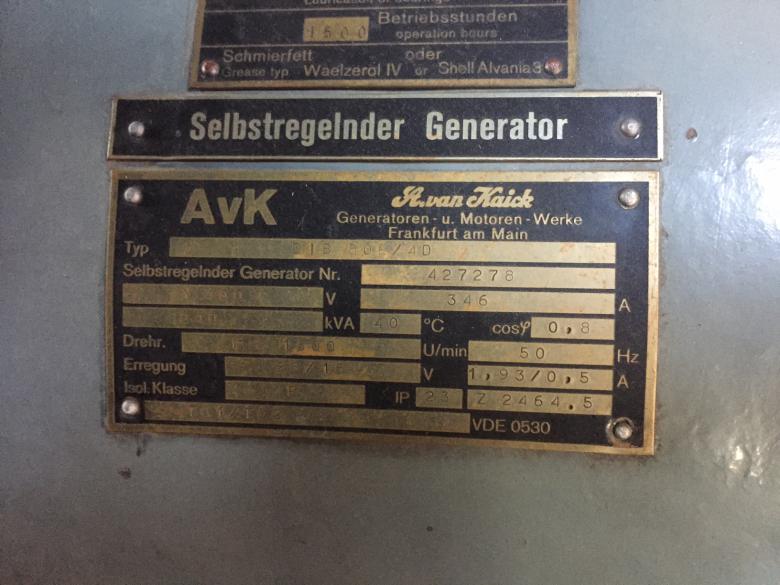 Betriebsstunden
1500 operation hours
Schmierfett oder
Grease typ Waelzerol IV or Shell Alvania 3
Selbstregelnder Generator
AvK A. van Kaick
Generatoren - u. Motoren - Werke
Frankfurt am Main
Typ
Selbstregelnder Generator Nr. 427278
V 346 A
kVA 40 °C cosφ 0,8
Drehr. 1500 U/min 50 Hz
Erregung V 1,93/0,5 A
Isol. Klasse F IP 23 Z 2464,5
VDE 0530